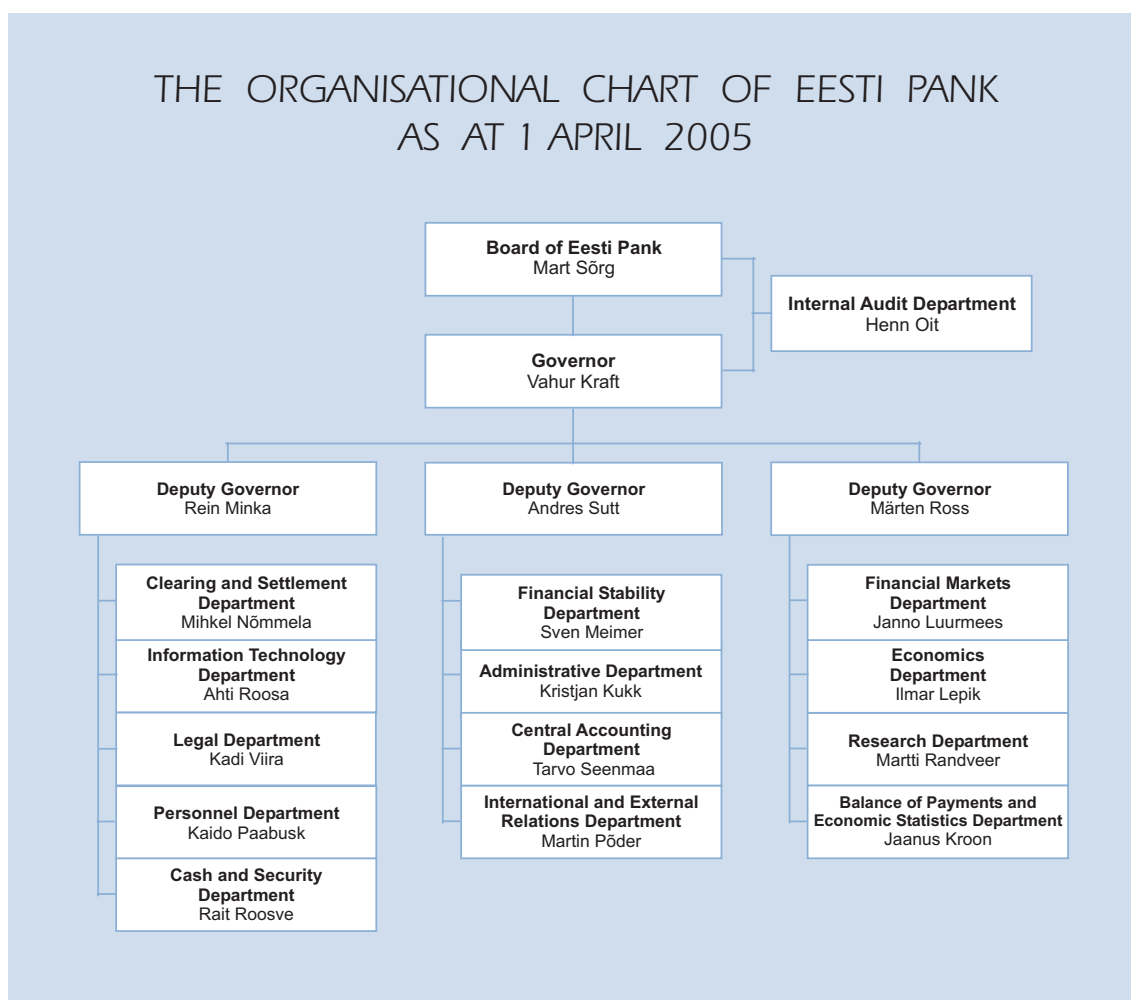 THE ORGANISATIONAL CHART OF EESTI PANK
AS AT 1 APRIL 2005
Board of Eesti Pank
Mart Sõrg
Internal Audit Department
Henn Oit
Governor
Vahur Kraft
Deputy Governor
Rein Minka
Clearing and Settlement
Department
Mihkel Nõmmela
Information Technology
Department
Ahti Roosa
Legal Department
Kadi Viira
Personnel Department
Kaido Paabusk
Cash and Security
Department
Rait Roosve
Deputy Governor
Andres Sutt
Financial Stability
Department
Sven Meimer
Administrative Department
Kristjan Kukk
Central Accounting
Department
Tarvo Seenmaa
International and External
Relations Department
Martin Põder
Deputy Governor
Märten Ross
Financial Markets
Department
Janno Luurmees
Economics
Department
Ilmar Lepik
Research Department
Martti Randveer
Balance of Payments and
Economic Statistics Department
Jaanus Kroon